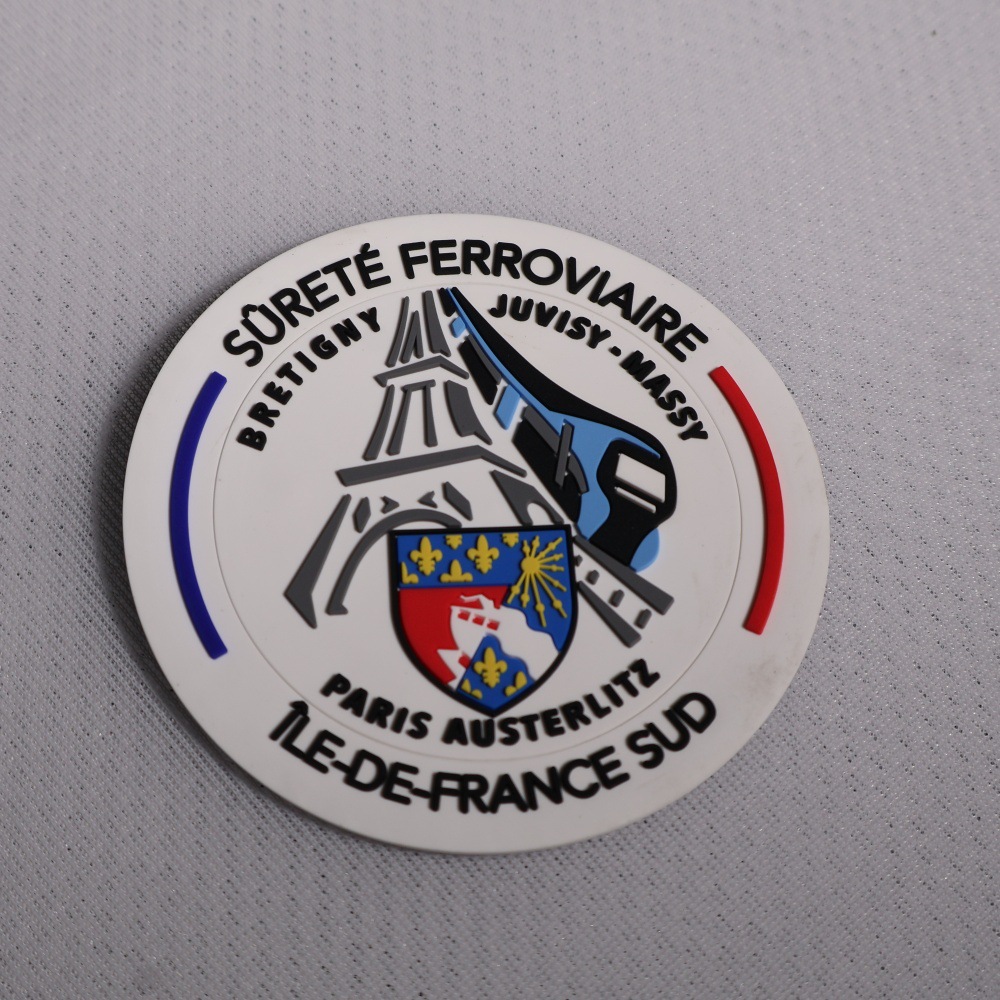 SÛRETÉ FERROVIAIRE
BRETIGNY
JUVISY-MASSY
PARIS AUSTERLITZ
ÎLE-DE-FRANCE SUD